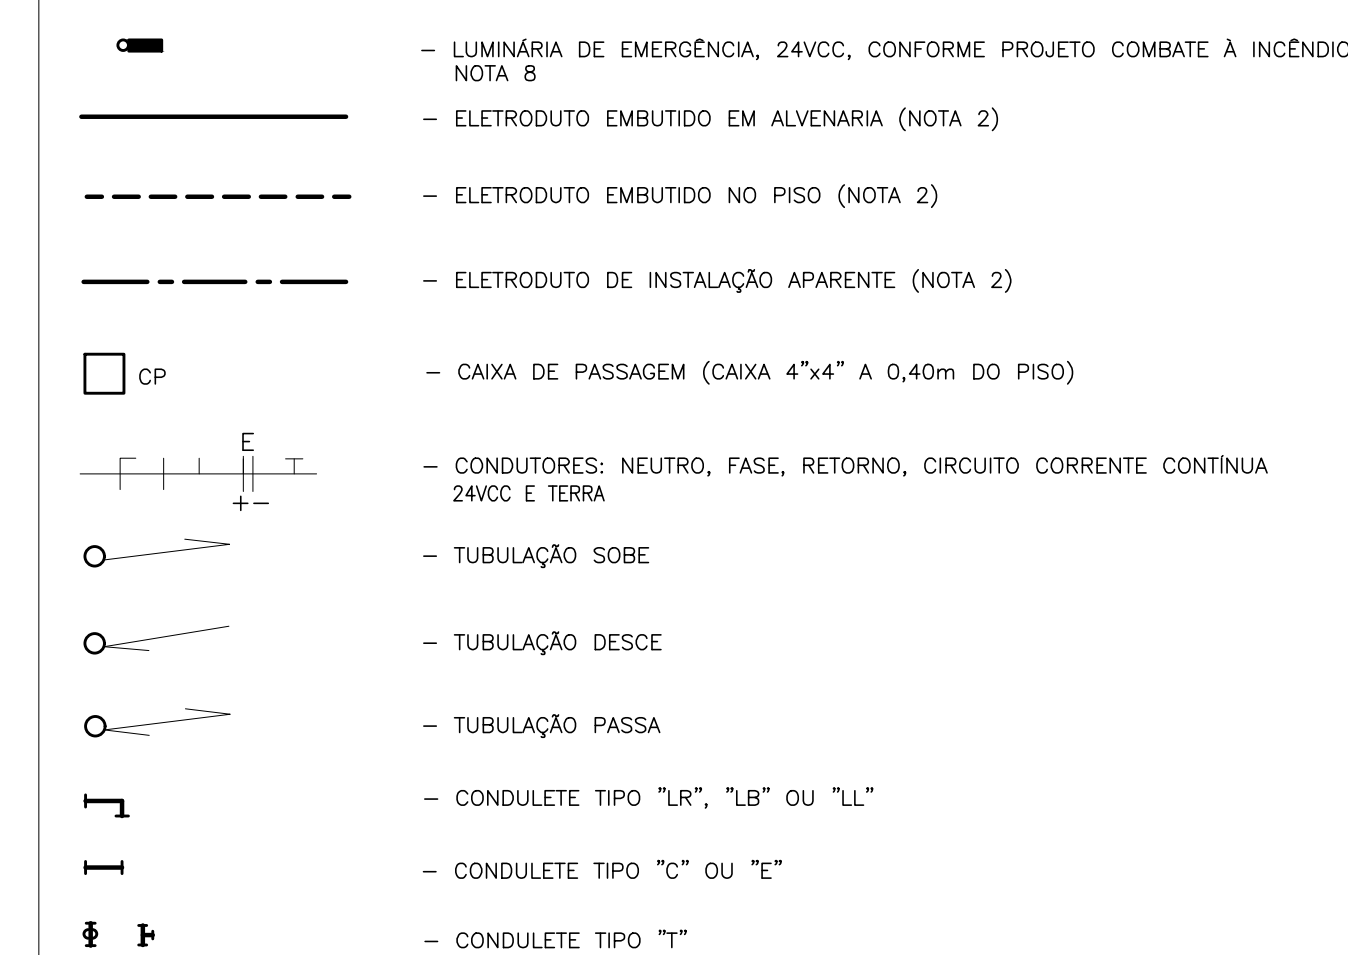 – LUMINÁRIA DE EMERGÊNCIA, 24VCC, CONFORME PROJETO COMBATE À INCÊNDIO
NOTA 8
– ELETRODUTO EMBUTIDO EM ALVENARIA (NOTA 2)
– ELETRODUTO EMBUTIDO NO PISO (NOTA 2)
– ELETRODUTO DE INSTALAÇÃO APARENTE (NOTA 2)
CP – CAIXA DE PASSAGEM (CAIXA 4”x4” A 0,40m DO PISO)
E
– CONDUTORES: NEUTRO, FASE, RETORNO, CIRCUITO CORRENTE CONTÍNUA
24VCC E TERRA
+ –
– TUBULAÇÃO SOBE
– TUBULAÇÃO DESCE
– TUBULAÇÃO PASSA
– CONDULETE TIPO ”LR”, ”LB” OU ”LL”
– CONDULETE TIPO ”C” OU ”E”
– CONDULETE TIPO ”T”